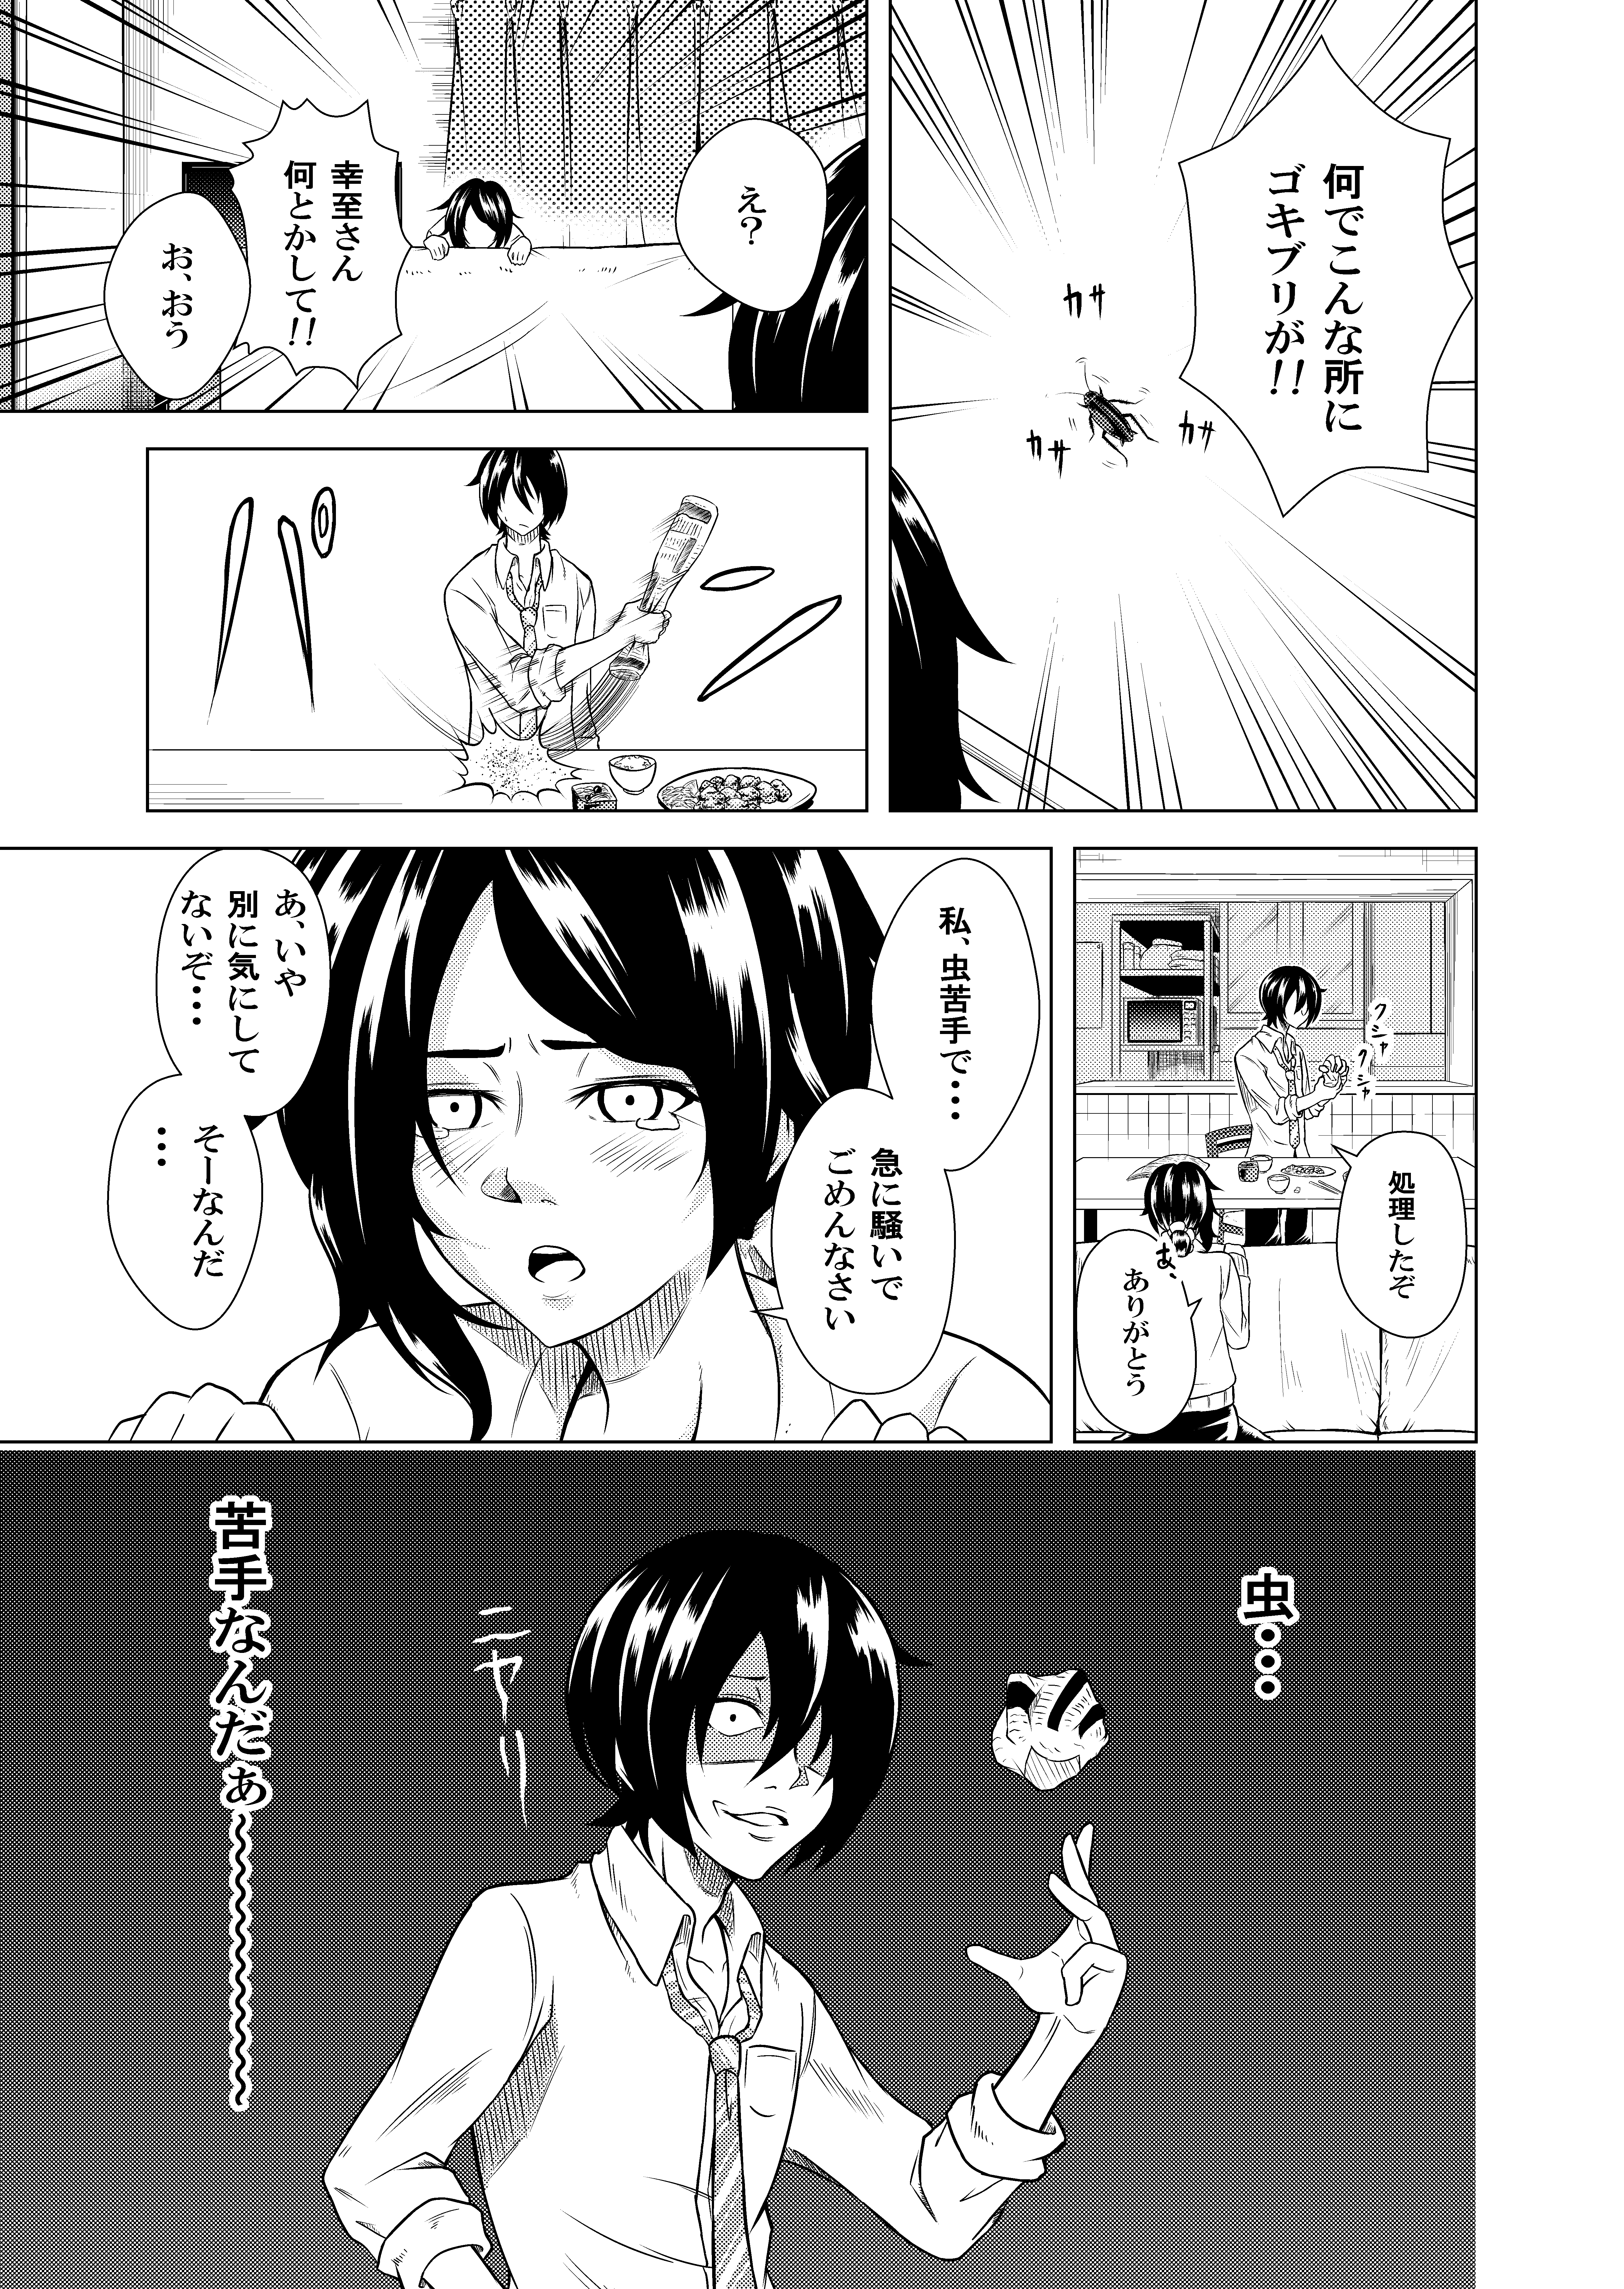 何でこんな所に
ゴキブリが!!
カサ
カサ
カサ
え?
幸至さん
何とかして!!
お、おう
パシ
処理したぞ
クシャ
クシャ
あ、
ありがとう
私、虫苦手で・・・
急に騒いで
ごめんなさい
あ、いや
別に気にして
ないぞ・・・
そーなんだ
・・・
虫・・・
ニヤリ
苦手なんだぁ~~~~~~